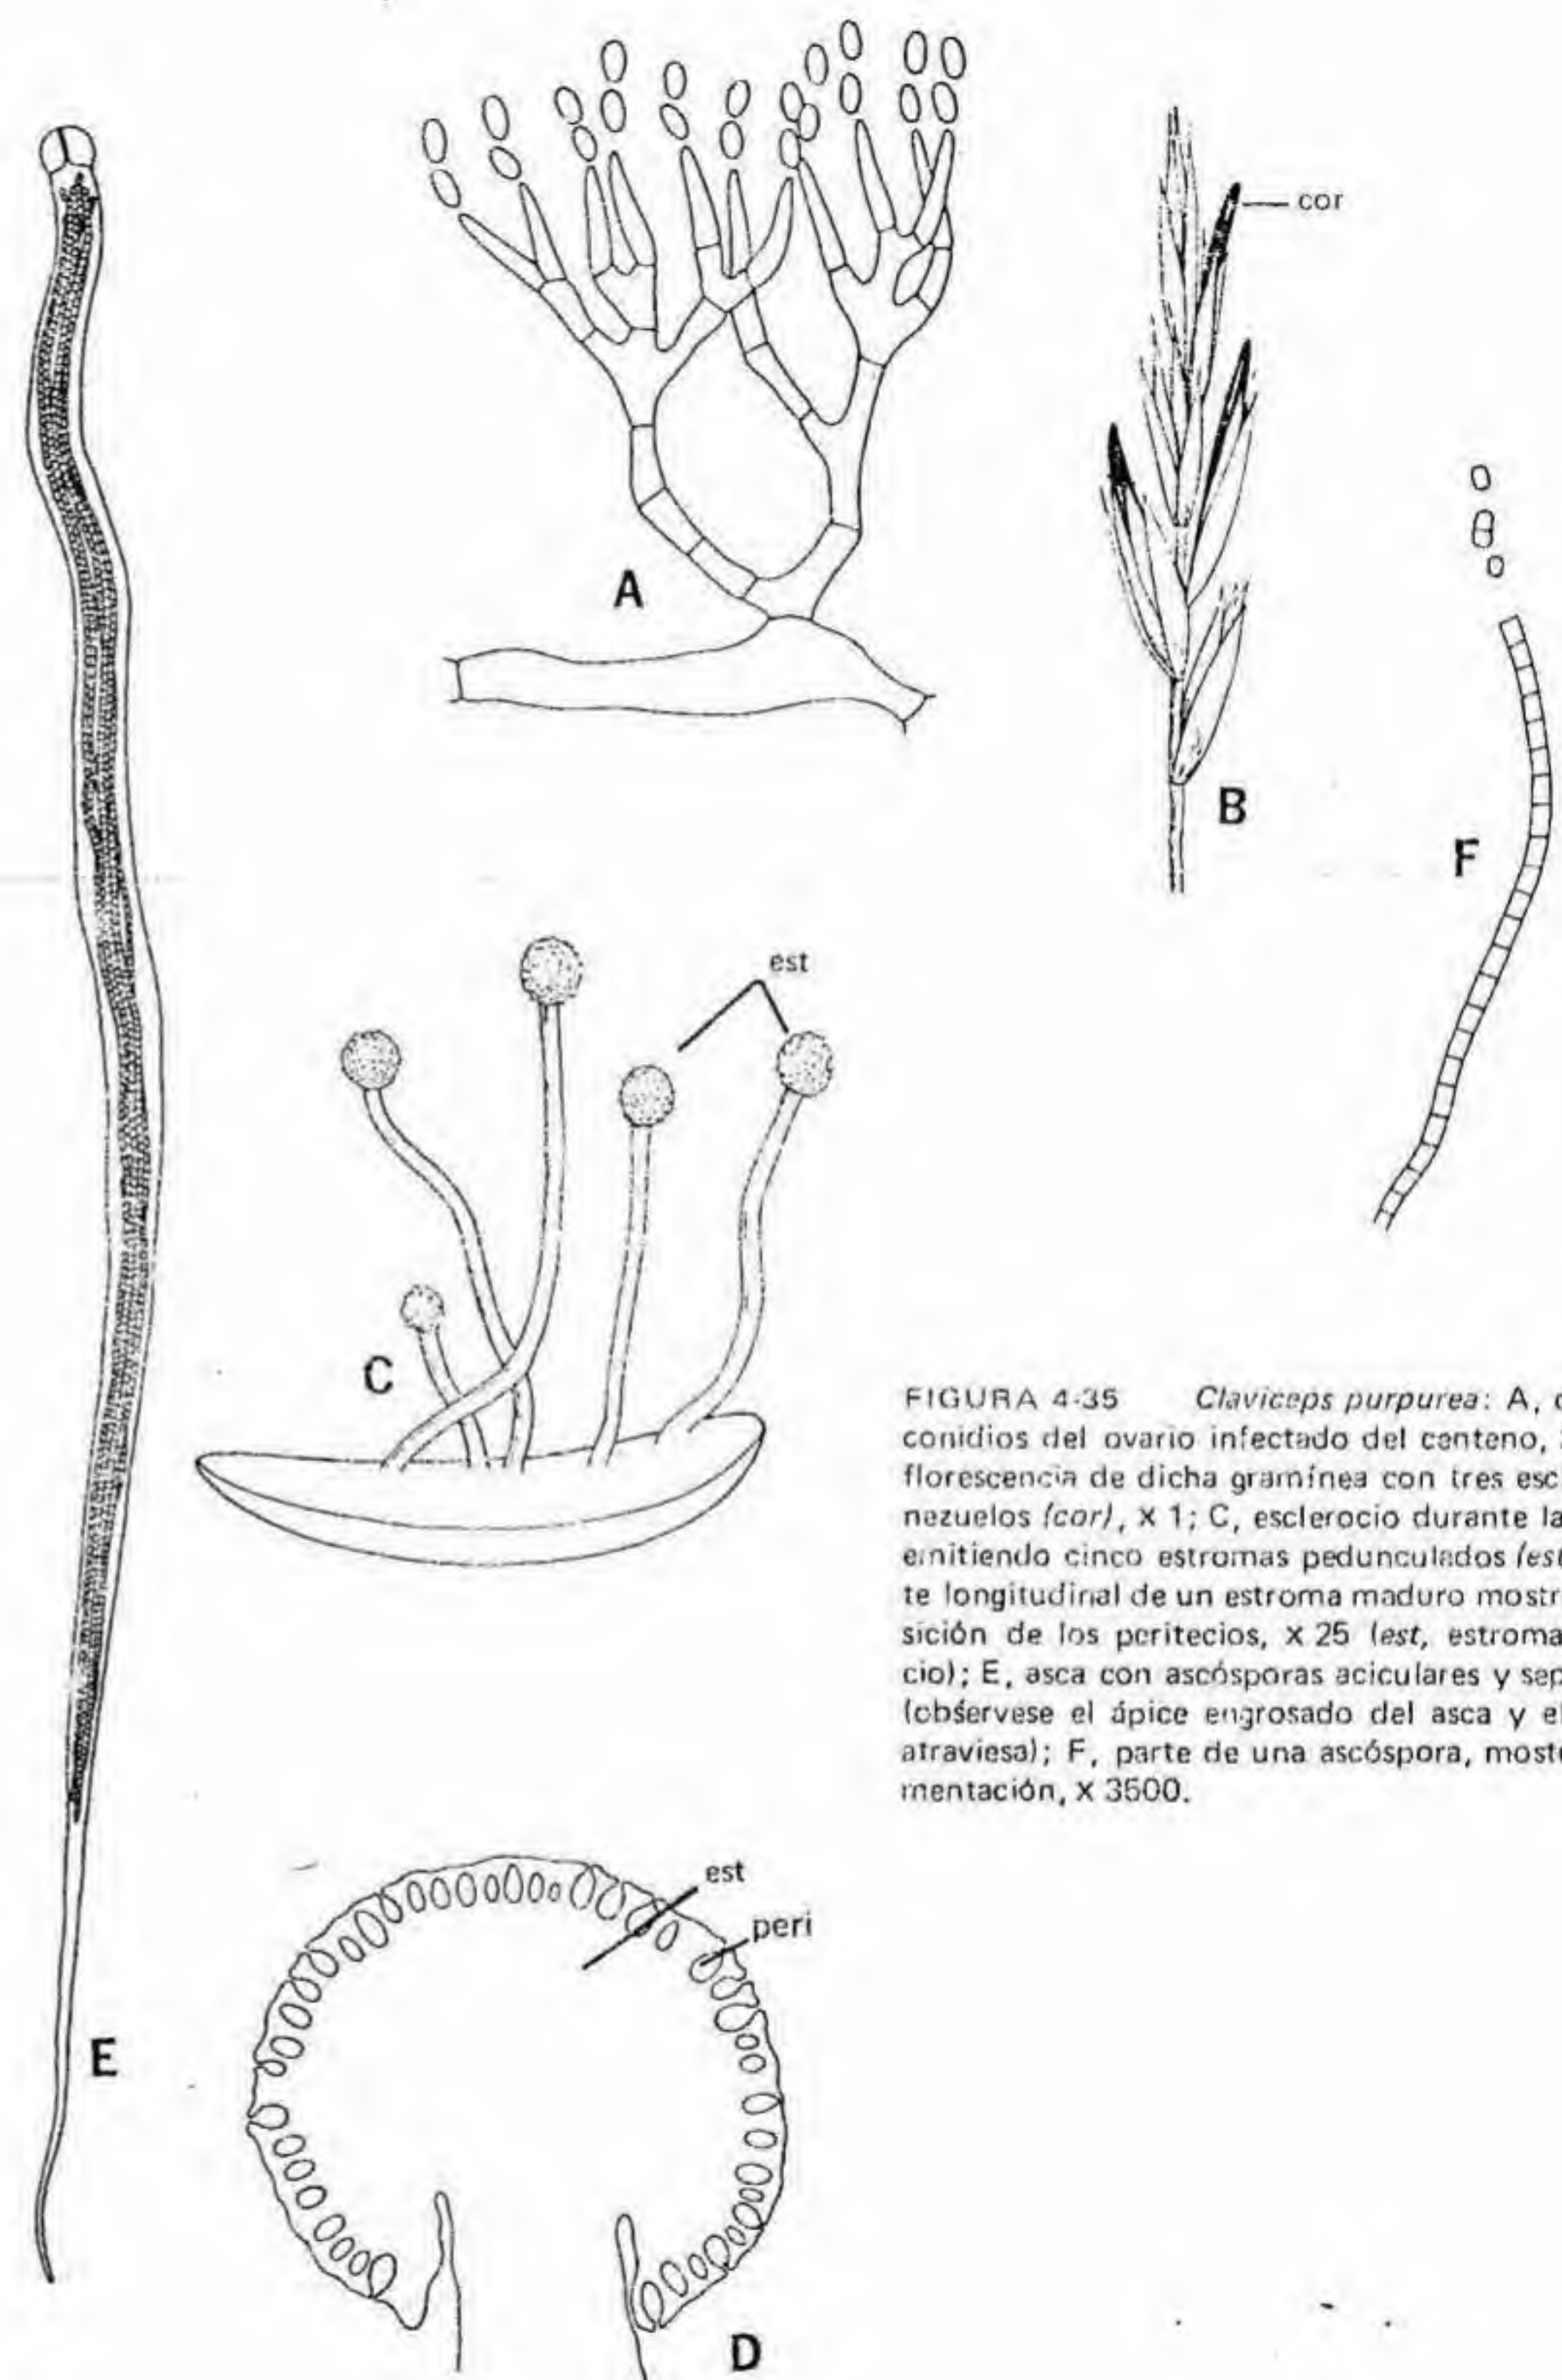 cor
A
B
F
est
C
FIGURA 4-35 Claviceps purpurea: A,
conidios del ovario infectado del centeno,
florescencia de dicha gramínea con tres
nezuelos (cor), X 1; C, esclerocio durante la
emitiendo cinco estromas pedunculados (est
te longitudinal de un estroma maduro mostr
sición de los peritecios, X 25 (est, estroma
cio); E, asca con ascósporas aciculares y sep
(obsérvese el ápice engrosado del asca y el
atraviesa); F, parte de una ascóspora,
mentación, X 3500.
est
peri
E
D